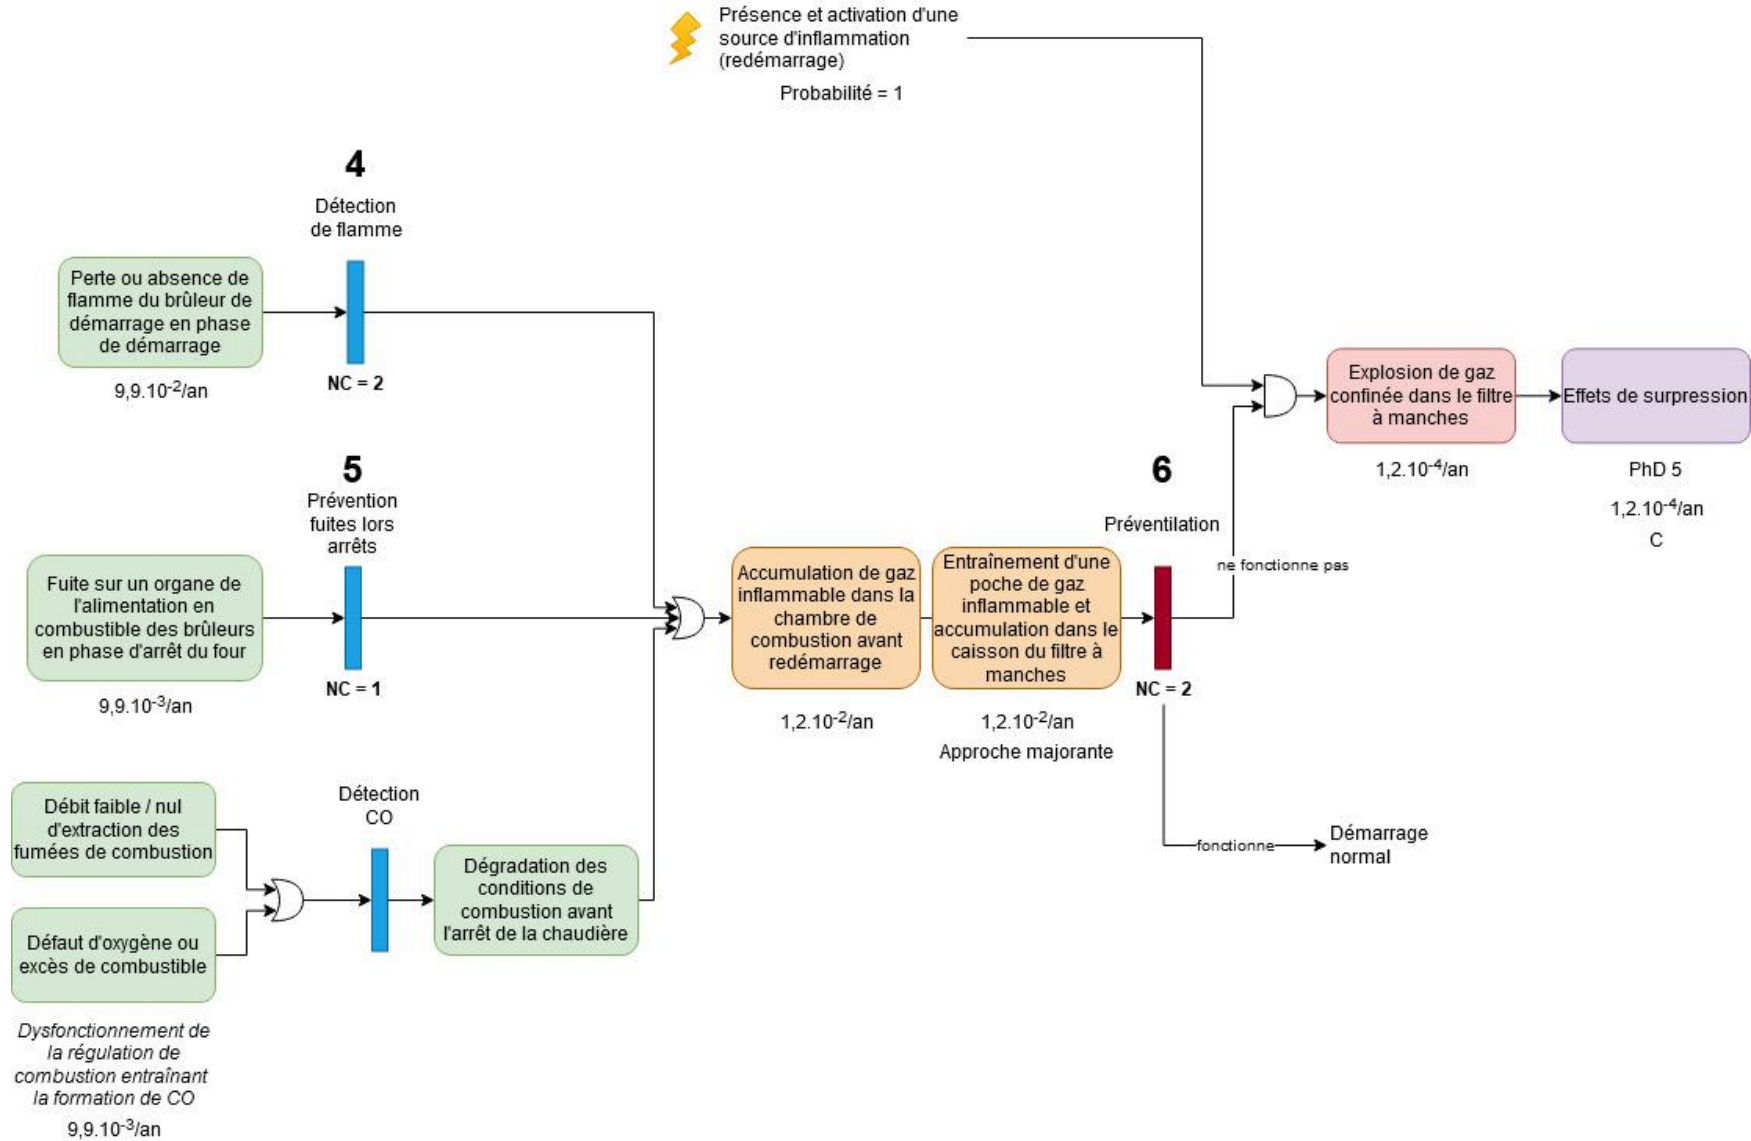 Présence et activation d'une
source d'inflammation
(redémarrage)
Probabilité = 1
4
Détection
de flamme
Perte ou absence de
flamme du brûleur de
démarrage en phase
de démarrage
9,9.10-2/an
NC = 2
5
Prévention
fuites lors
arrêts
Fuite sur un organe de
l'alimentation en
combustible des brûleurs
en phase d'arrêt du four
9,9.10-3/an
NC = 1
Débit faible / nul
d'extraction des
fumées de combustion
Défaut d'oxygène ou
excès de combustible
Dysfonctionnement de
la régulation de
combustion entraînant
la formation de CO
9,9.10-3/an
Détection
CO
Dégradation des
conditions de
combustion avant
l'arrêt de la chaudière
Accumulation de gaz
inflammable dans la
chambre de
combustion avant
redémarrage
1,2.10-2/an
Entraînement d'une
poche de gaz
inflammable et
accumulation dans le
caisson du filtre à
manches
1,2.10-2/an
Approche majorante
6
Préventilation
NC = 2
ne fonctionne pas
fonctionne
Démarrage
normal
Explosion de gaz
confinée dans le filtre
à manches
1,2.10-4/an
Effets de surpression
PhD 5
1,2.10-4/an
C